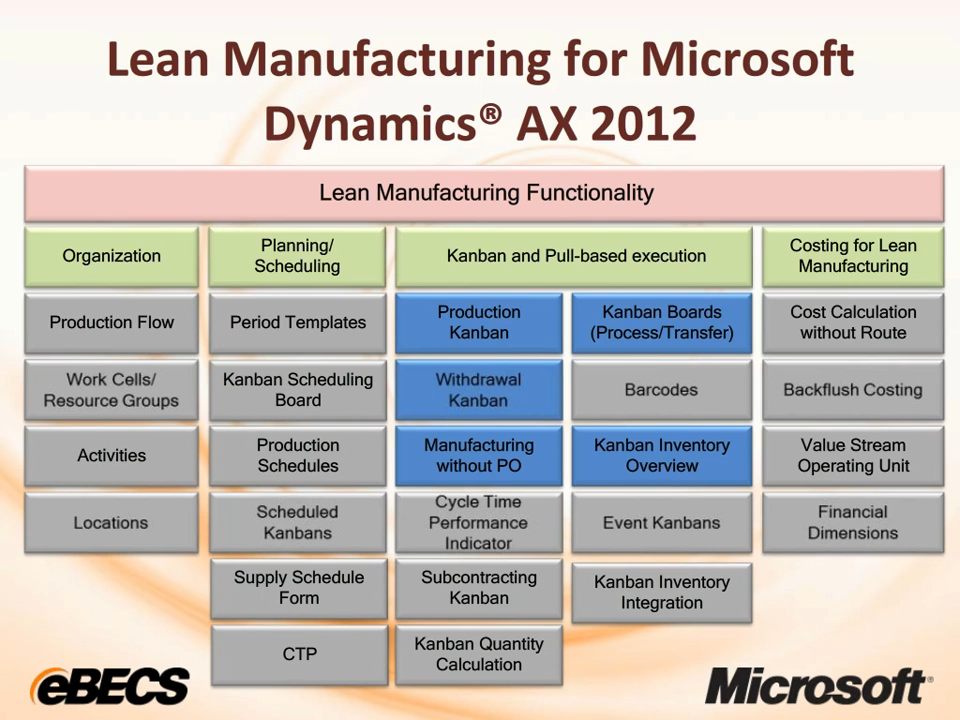 Lean Manufacturing for Microsoft
Dynamics® AX 2012
Lean Manufacturing Functionality
Organization
Planning/
Scheduling
Kanban and Pull-based execution
Costing for Lean
Manufacturing
Production Flow
Period Templates
Production
Kanban
Kanban Boards
(Process/Transfer)
Cost Calculation
without Route
Work Cells/
Resource Groups
Kanban Scheduling
Board
Withdrawal
Kanban
Barcodes
Backflush Costing
Activities
Production
Schedules
Manufacturing
without PO
Kanban Inventory
Overview
Value Stream
Operating Unit
Locations
Scheduled
Kanbans
Cycle Time
Performance
Indicator
Event Kanbans
Financial
Dimensions
Supply Schedule
Form
Subcontracting
Kanban
Kanban Inventory
Integration
CTP
Kanban Quantity
Calculation
eBECS
Microsoft®